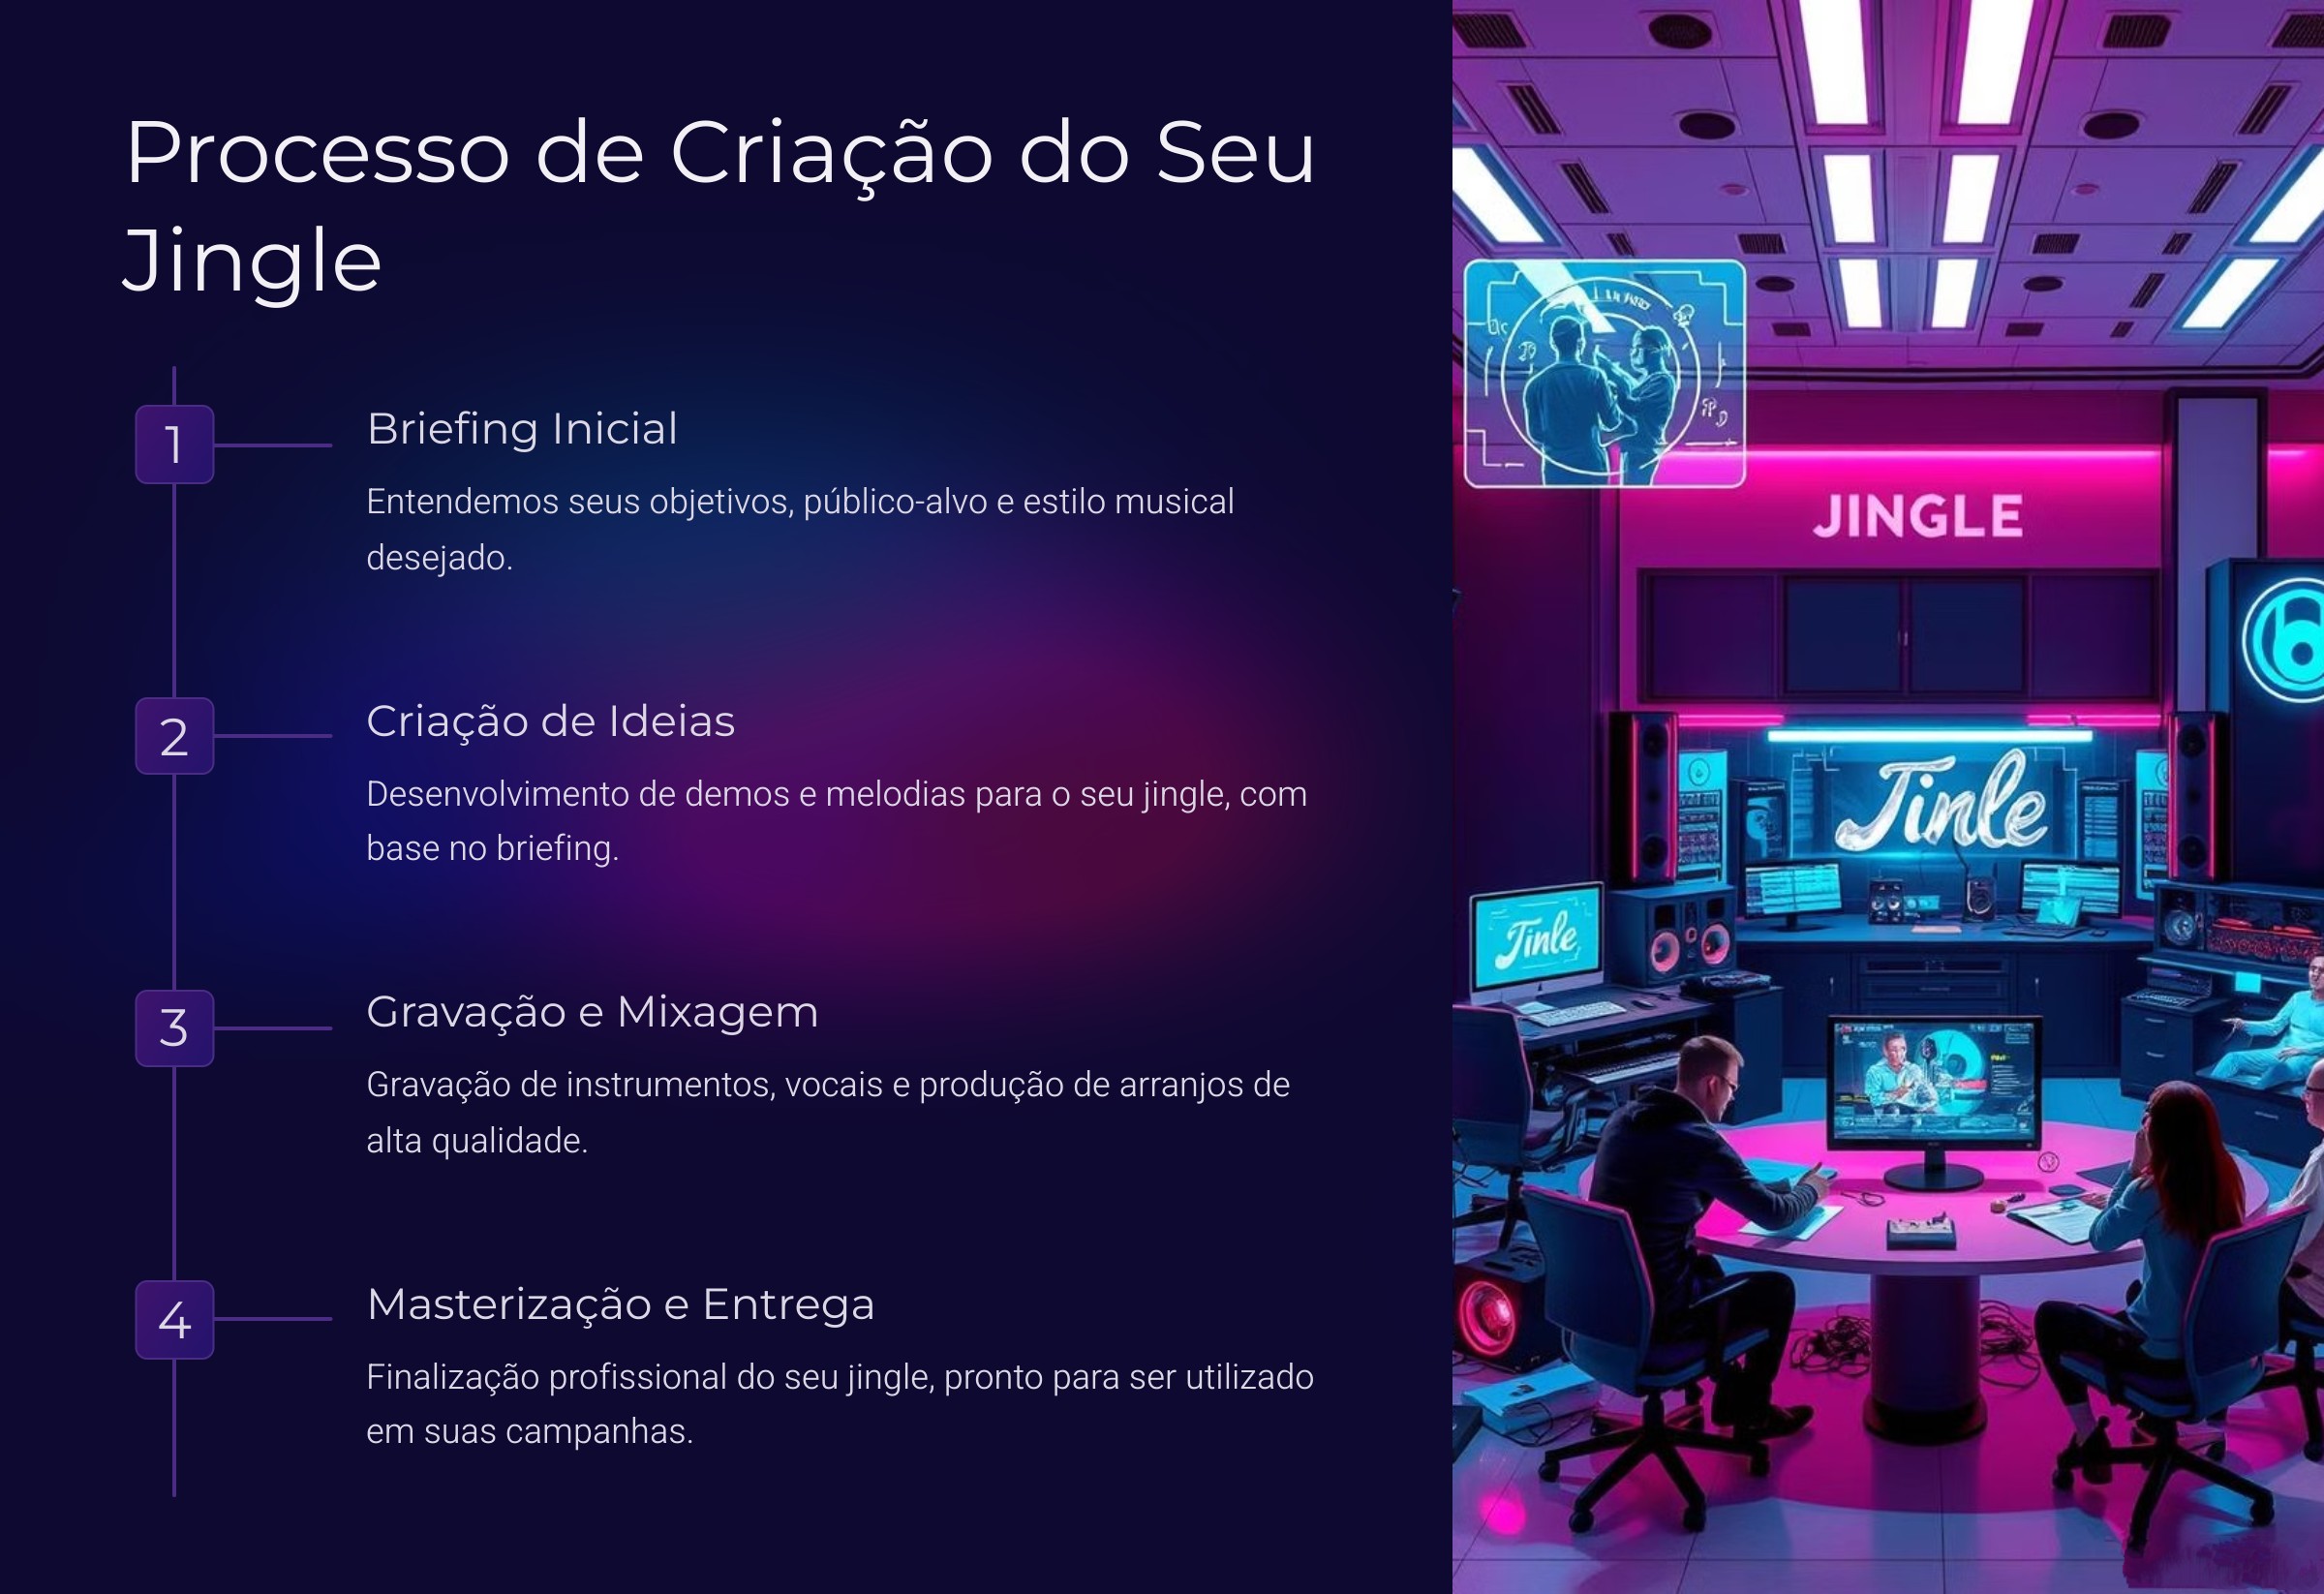 Processo de Criação do Seu
Jingle
1
Briefing Inicial
Entendemos seus objetivos, público-alvo e estilo musical
desejado.
2
Criação de Ideias
Desenvolvimento de demos e melodias para o seu jingle, com
base no briefing.
3
Gravação e Mixagem
Gravação de instrumentos, vocais e produção de arranjos de
alta qualidade.
4
Masterização e Entrega
Finalização profissional do seu jingle, pronto para ser utilizado
em suas campanhas.
JINGLE
Jinle
Jinle